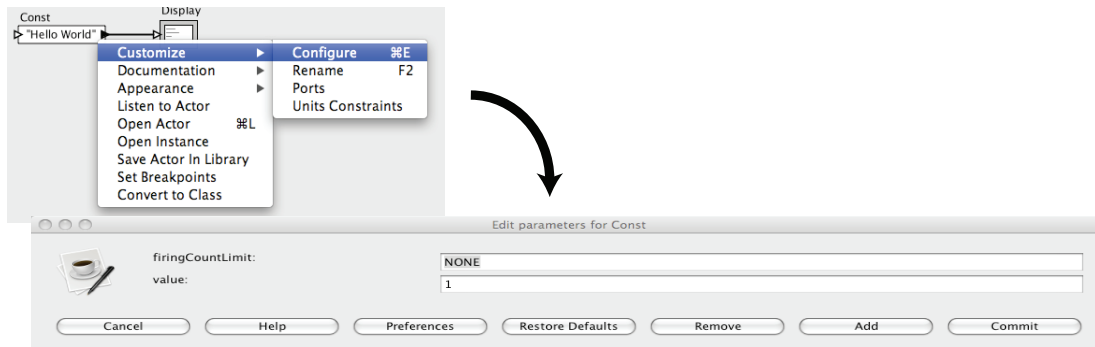 Const
Display
"Hello World"
Customize
Configure ⌘E
Documentation
Rename F2
Appearance
Ports
Listen to Actor
Units Constraints
Open Actor ⌘L
Open Instance
Save Actor In Library
Set Breakpoints
Convert to Class
Edit parameters for Const
firingCountLimit: NONE
value: 1
Cancel Help Preferences Restore Defaults Remove Add Commit